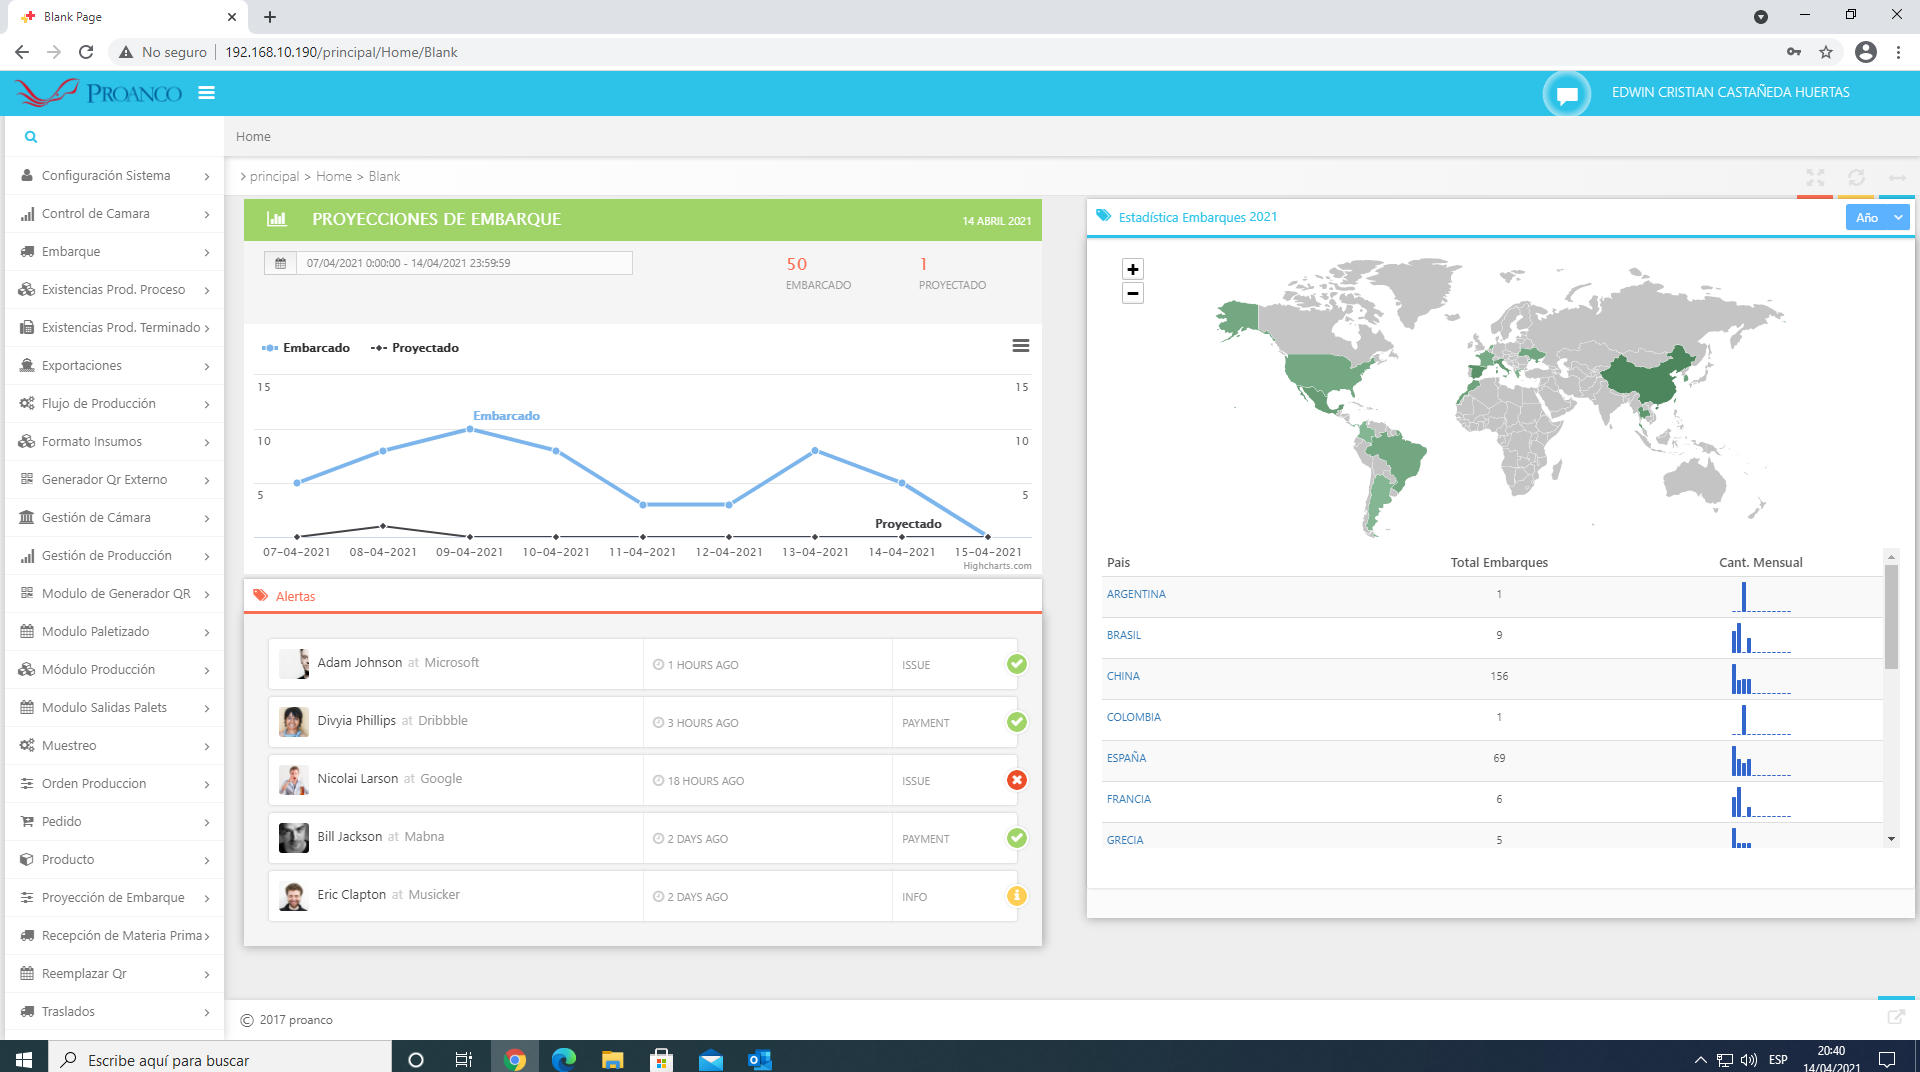 Blank Page
No seguro
192.168.10.190/principal/Home/Blank
PROANCO
EDWIN CRISTIAN CASTAÑEDA HUERTAS
Home
Configuración Sistema
Control de Camara
Embarque
Existencias Prod. Proceso
Existencias Prod. Terminado
Exportaciones
Flujo de Producción
Formato Insumos
Generador Qr Externo
Gestión de Cámara
Gestión de Producción
Modulo de Generador QR
Modulo Paletizado
Módulo Producción
Modulo Salidas Palets
Muestreo
Orden Produccion
Pedido
Producto
Proyección de Embarque
Recepción de Materia Prima
Reemplazar Qr
Traslados
> principal > Home > Blank
PROYECCIONES DE EMBARQUE
14 ABRIL 2021
07/04/2021 0:00:00 - 14/04/2021 23:59:59
50
EMBARCADO
1
PROYECTADO
Embarcado
Proyectado
15
15
Embarcado
10
10
5
5
Proyectado
07-04-2021
08-04-2021
09-04-2021
10-04-2021
11-04-2021
12-04-2021
13-04-2021
14-04-2021
15-04-2021
Highcharts.com
Alertas
Adam Johnson at Microsoft
1 HOURS AGO
ISSUE
Divyia Phillips at Dribbble
3 HOURS AGO
PAYMENT
Nicolai Larson at Google
18 HOURS AGO
ISSUE
Bill Jackson at Mabna
2 DAYS AGO
PAYMENT
Eric Clapton at Musicker
2 DAYS AGO
INFO
Estadística Embarques 2021
Año
+
−
Pais
Total Embarques
Cant. Mensual
ARGENTINA
1
BRASIL
9
CHINA
156
COLOMBIA
1
ESPAÑA
69
FRANCIA
6
GRECIA
5
© 2017 proanco
Escribe aquí para buscar
ESP
20:40
14/04/2021